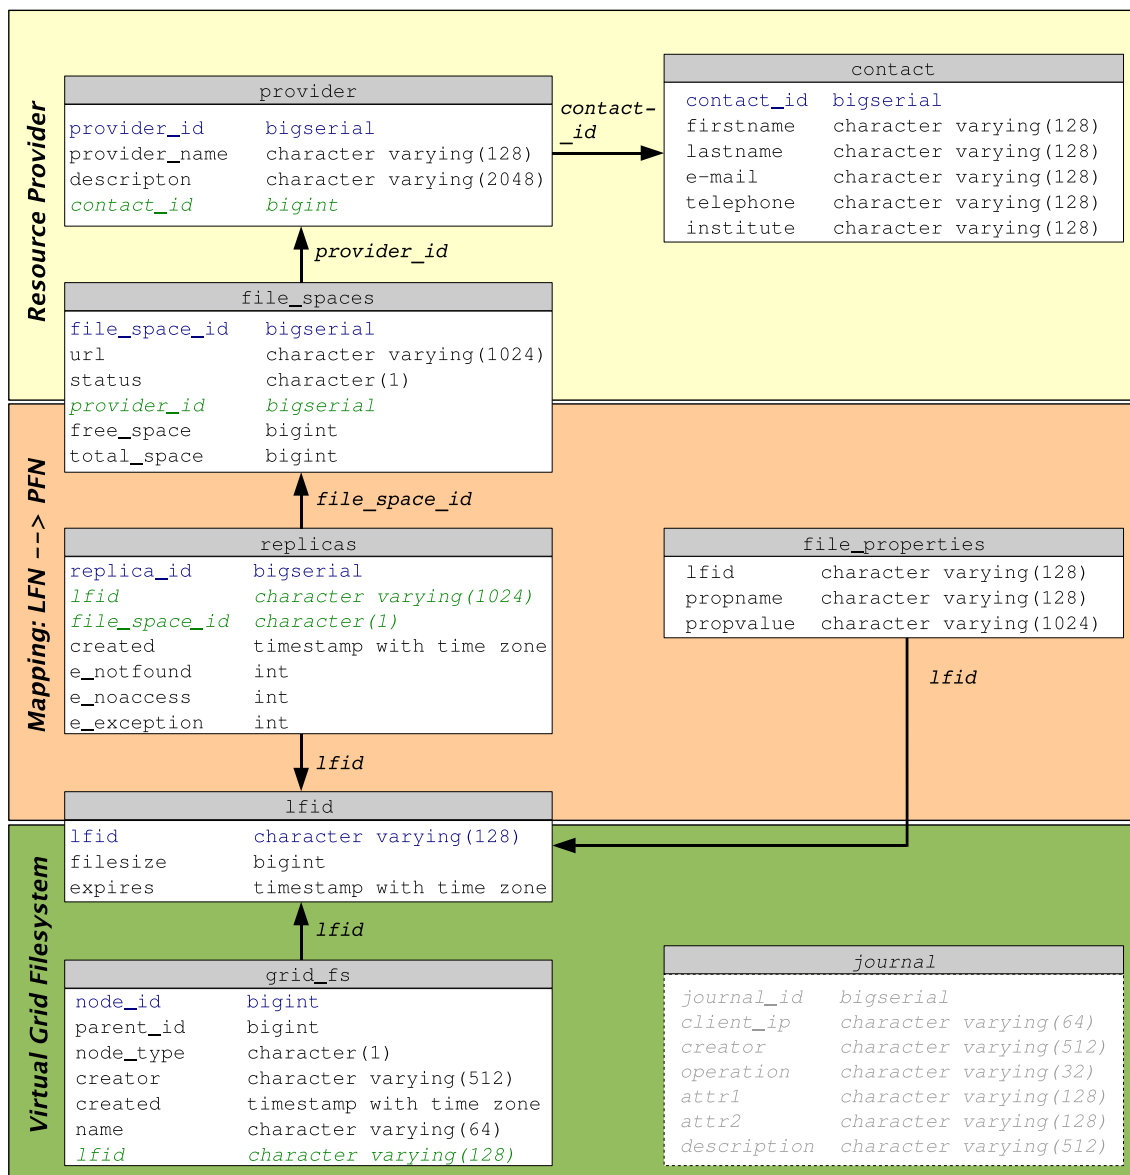 Resource Provider
provider
provider_id bigserial
provider_name character varying(128)
descripton character varying(2048)
contact_id bigint
contact-
_id
contact
contact_id bigserial
firstname character varying(128)
lastname character varying(128)
e-mail character varying(128)
telephone character varying(128)
institute character varying(128)
provider_id
file_spaces
file_space_id bigserial
url character varying(1024)
status character(1)
provider_id bigserial
free_space bigint
total_space bigint
Mapping: LFN --> PFN
file_space_id
replicas
replica_id bigserial
lfid character varying(1024)
file_space_id character(1)
created timestamp with time zone
e_notfound int
e_noaccess int
e_exception int
file_properties
lfid character varying(128)
propname character varying(128)
propvalue character varying(1024)
lfid
lfid
lfid
lfid character varying(128)
filesize bigint
expires timestamp with time zone
Virtual Grid Filesystem
lfid
grid_fs
node_id bigint
parent_id bigint
node_type character(1)
creator character varying(512)
created timestamp with time zone
name character varying(64)
lfid character varying(128)
journal
journal_id bigserial
client_ip character varying(64)
creator character varying(512)
operation character varying(32)
attr1 character varying(128)
attr2 character varying(128)
description character varying(512)